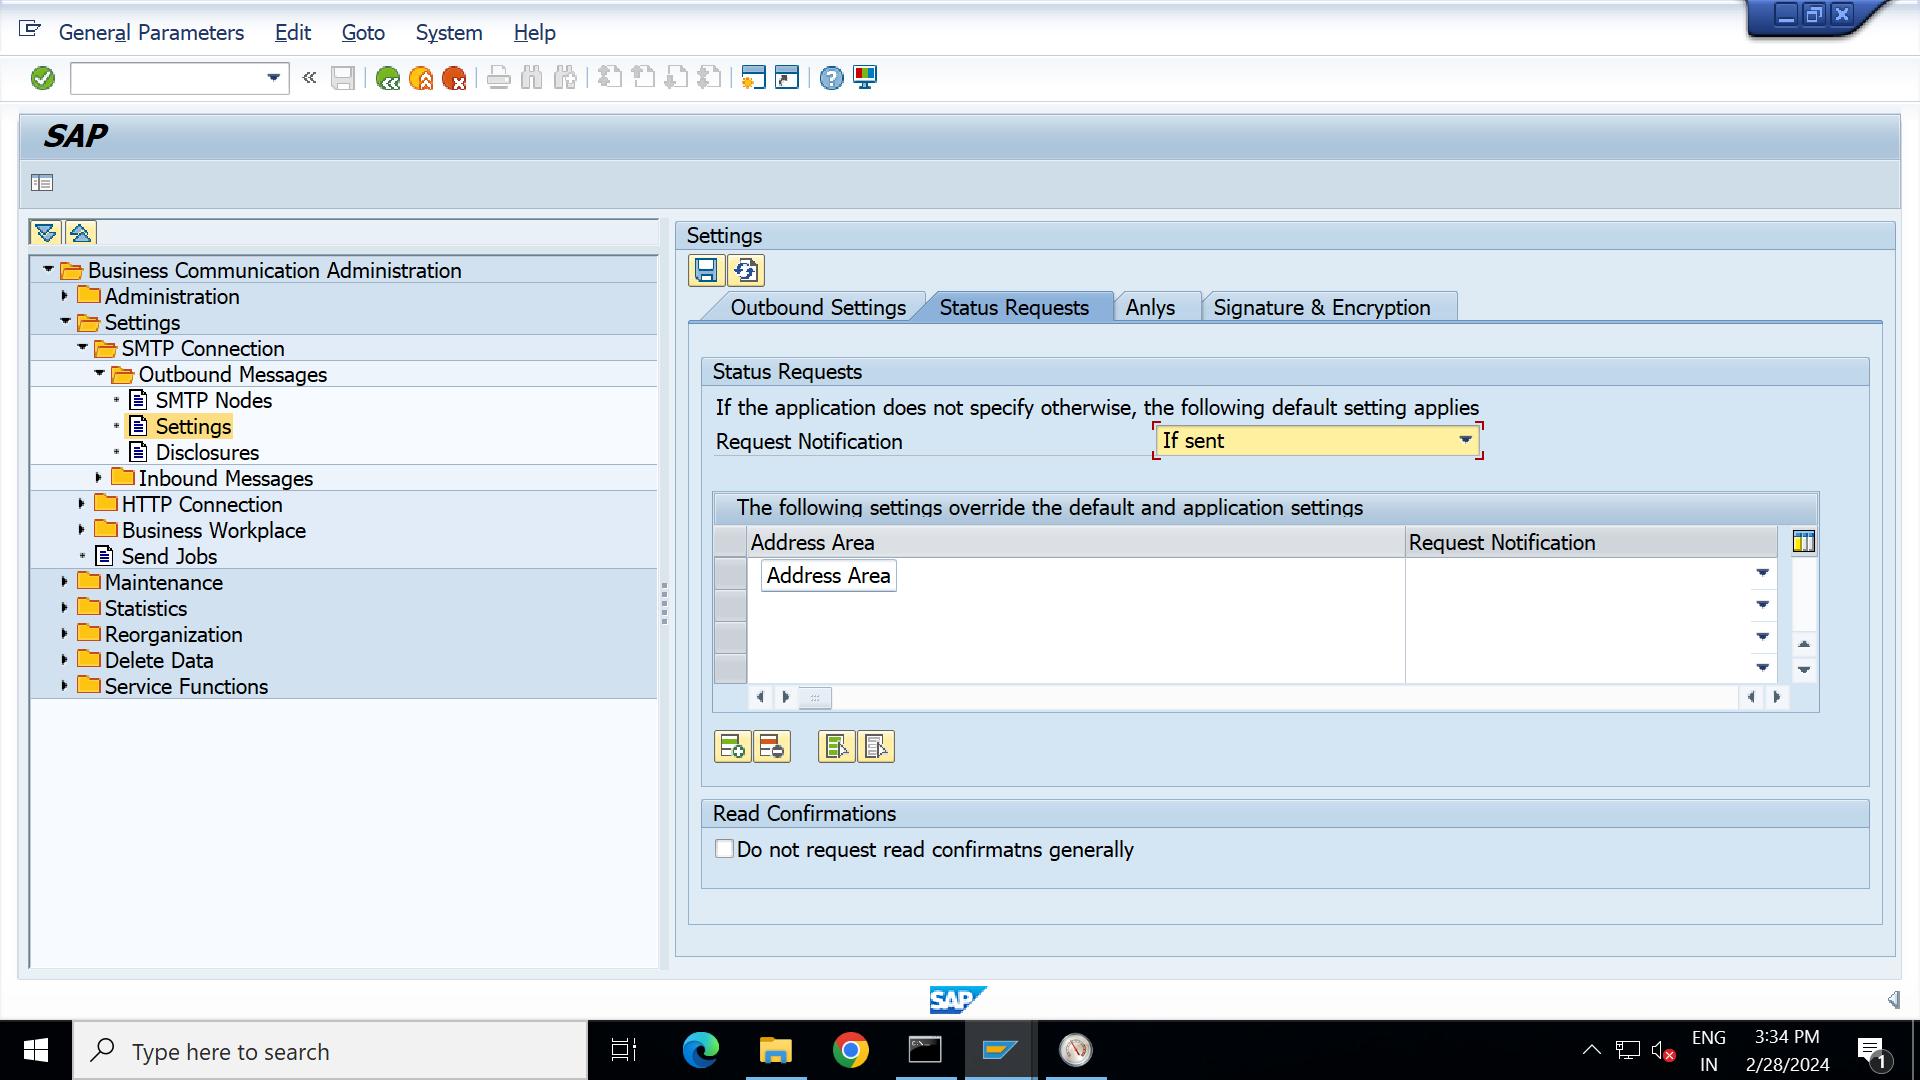 General Parameters Edit Goto System Help
SAP
Business Communication Administration
Administration
Settings
SMTP Connection
Outbound Messages
SMTP Nodes
Settings
Disclosures
Inbound Messages
HTTP Connection
Business Workplace
Send Jobs
Maintenance
Statistics
Reorganization
Delete Data
Service Functions
Settings
Outbound Settings Status Requests Anlys Signature & Encryption
Status Requests
If the application does not specify otherwise, the following default setting applies
Request Notification If sent
The following settings override the default and application settings
Address Area Request Notification
Address Area
Read Confirmations
Do not request read confirmatns generally
SAP
Type here to search
ENG
IN
3:34 PM
2/28/2024
1